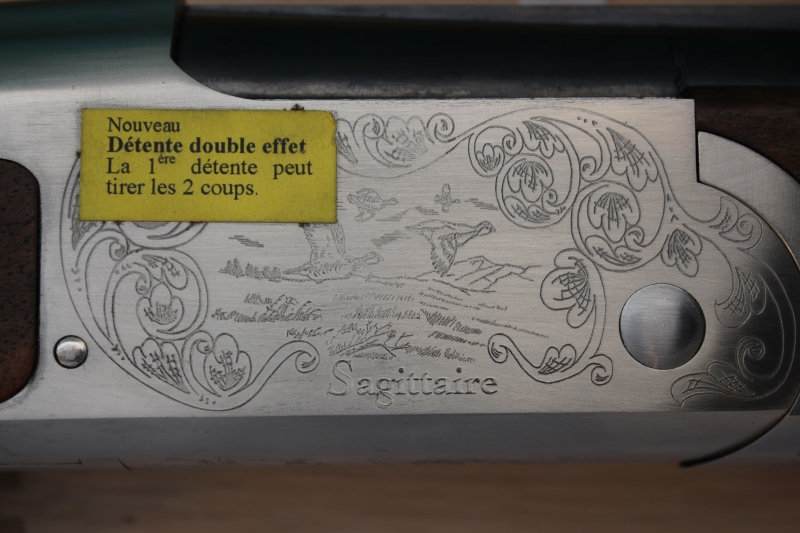 Nouveau
Détente double effet
La 1ère détente peut
tirer les 2 coups.
Sagittaire